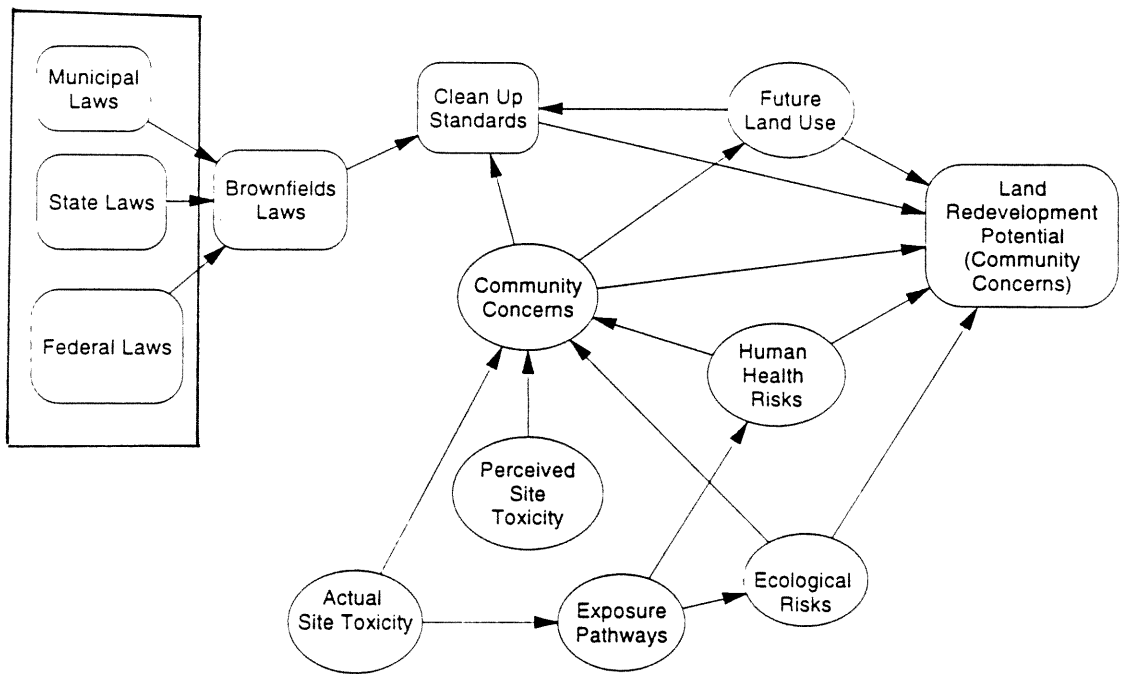 Municipal
Laws
State Laws
Federal Laws
Brownfields
Laws
Clean Up
Standards
Future
Land Use
Land
Redevelopment
Potential
(Community
Concerns)
Community
Concerns
Human
Health
Risks
Perceived
Site
Toxicity
Actual
Site Toxicity
Exposure
Pathways
Ecological
Risks